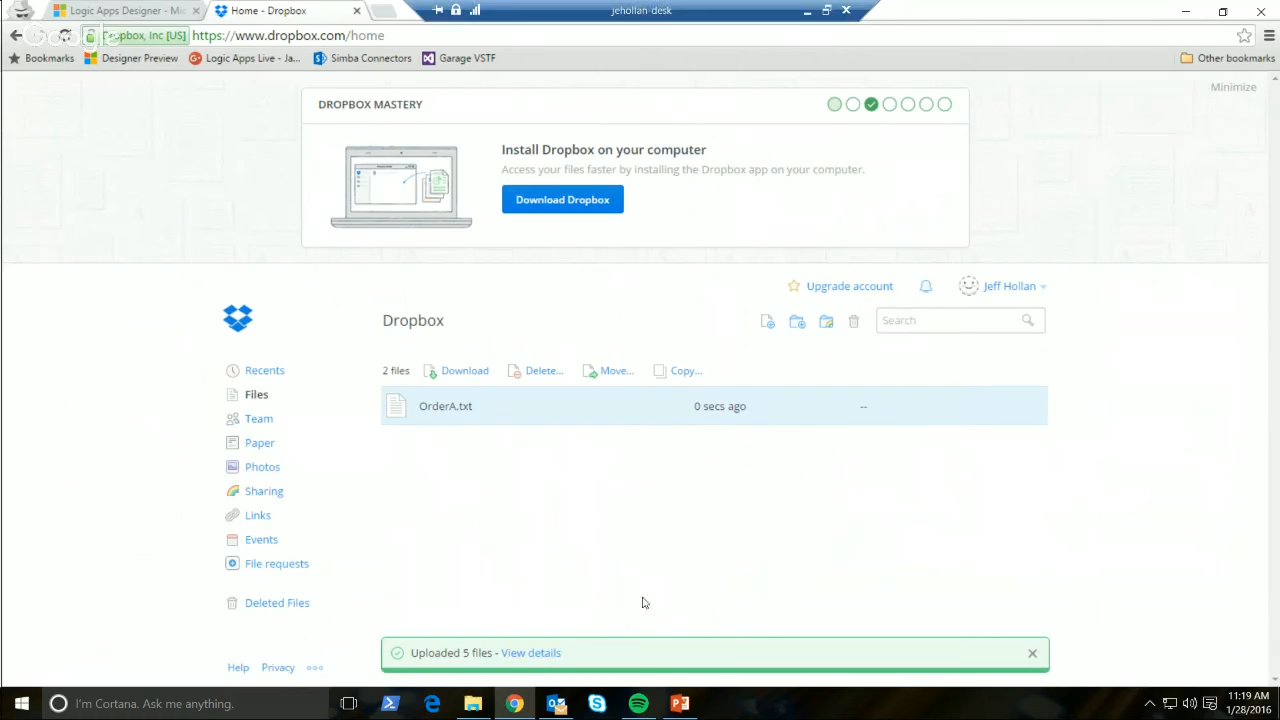 Logic Apps Designer - Mic
Home - Dropbox
jehollan-desk
Google
Dropbox, Inc [US]
https://www.dropbox.com/home
Bookmarks
Designer Preview
Logic Apps Live - Ja...
Simba Connectors
Garage VSTF
Other bookmarks
Minimize
DROPBOX MASTERY
Install Dropbox on your computer
Access your files faster by installing the Dropbox app on your computer.
Download Dropbox
Upgrade account
Jeff Hollan
Dropbox
Search
Recents
Files
Team
Paper
Photos
Sharing
Links
Events
File requests
Deleted Files
Help Privacy
2 files
Download
Delete...
Move...
Copy...
OrderA.txt 0 secs ago --
Uploaded 5 files - View details
I'm Cortana. Ask me anything.
11:19 AM
1/28/2016